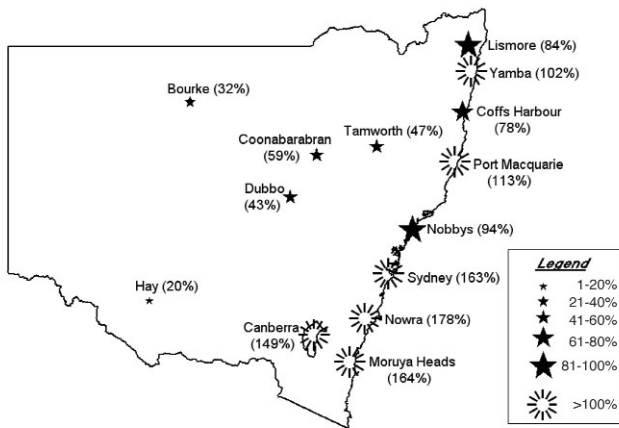 Lismore (84%)
Yamba (102%)
Bourke (32%)
Coffs Harbour
(78%)
Tamworth (47%)
Coonabarabran
(59%)
Port Macquarie
(113%)
Dubbo
(43%)
Nobbys (94%)
Sydney (163%)
Hay (20%)
Nowra (178%)
Canberra
(149%)
Moruya Heads
(164%)
Legend
1-20%
21-40%
41-60%
61-80%
81-100%
>100%